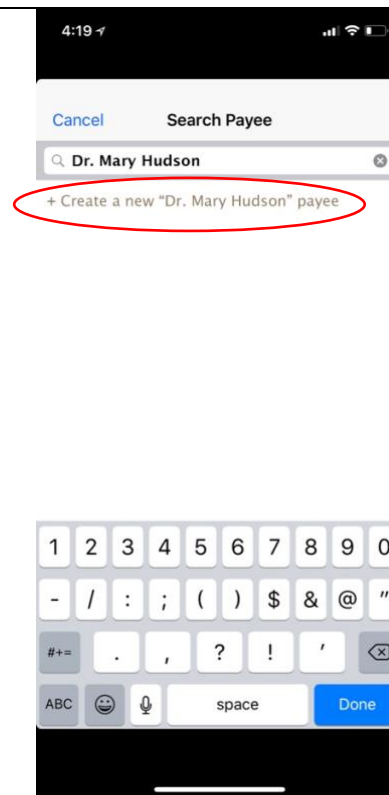 4:19
Cancel Search Payee
Dr. Mary Hudson
+ Create a new “Dr. Mary Hudson” payee
1 2 3 4 5 6 7 8 9 0
- / : ; ( ) $ & @ "
#+= . , ? ! '
ABC space Done